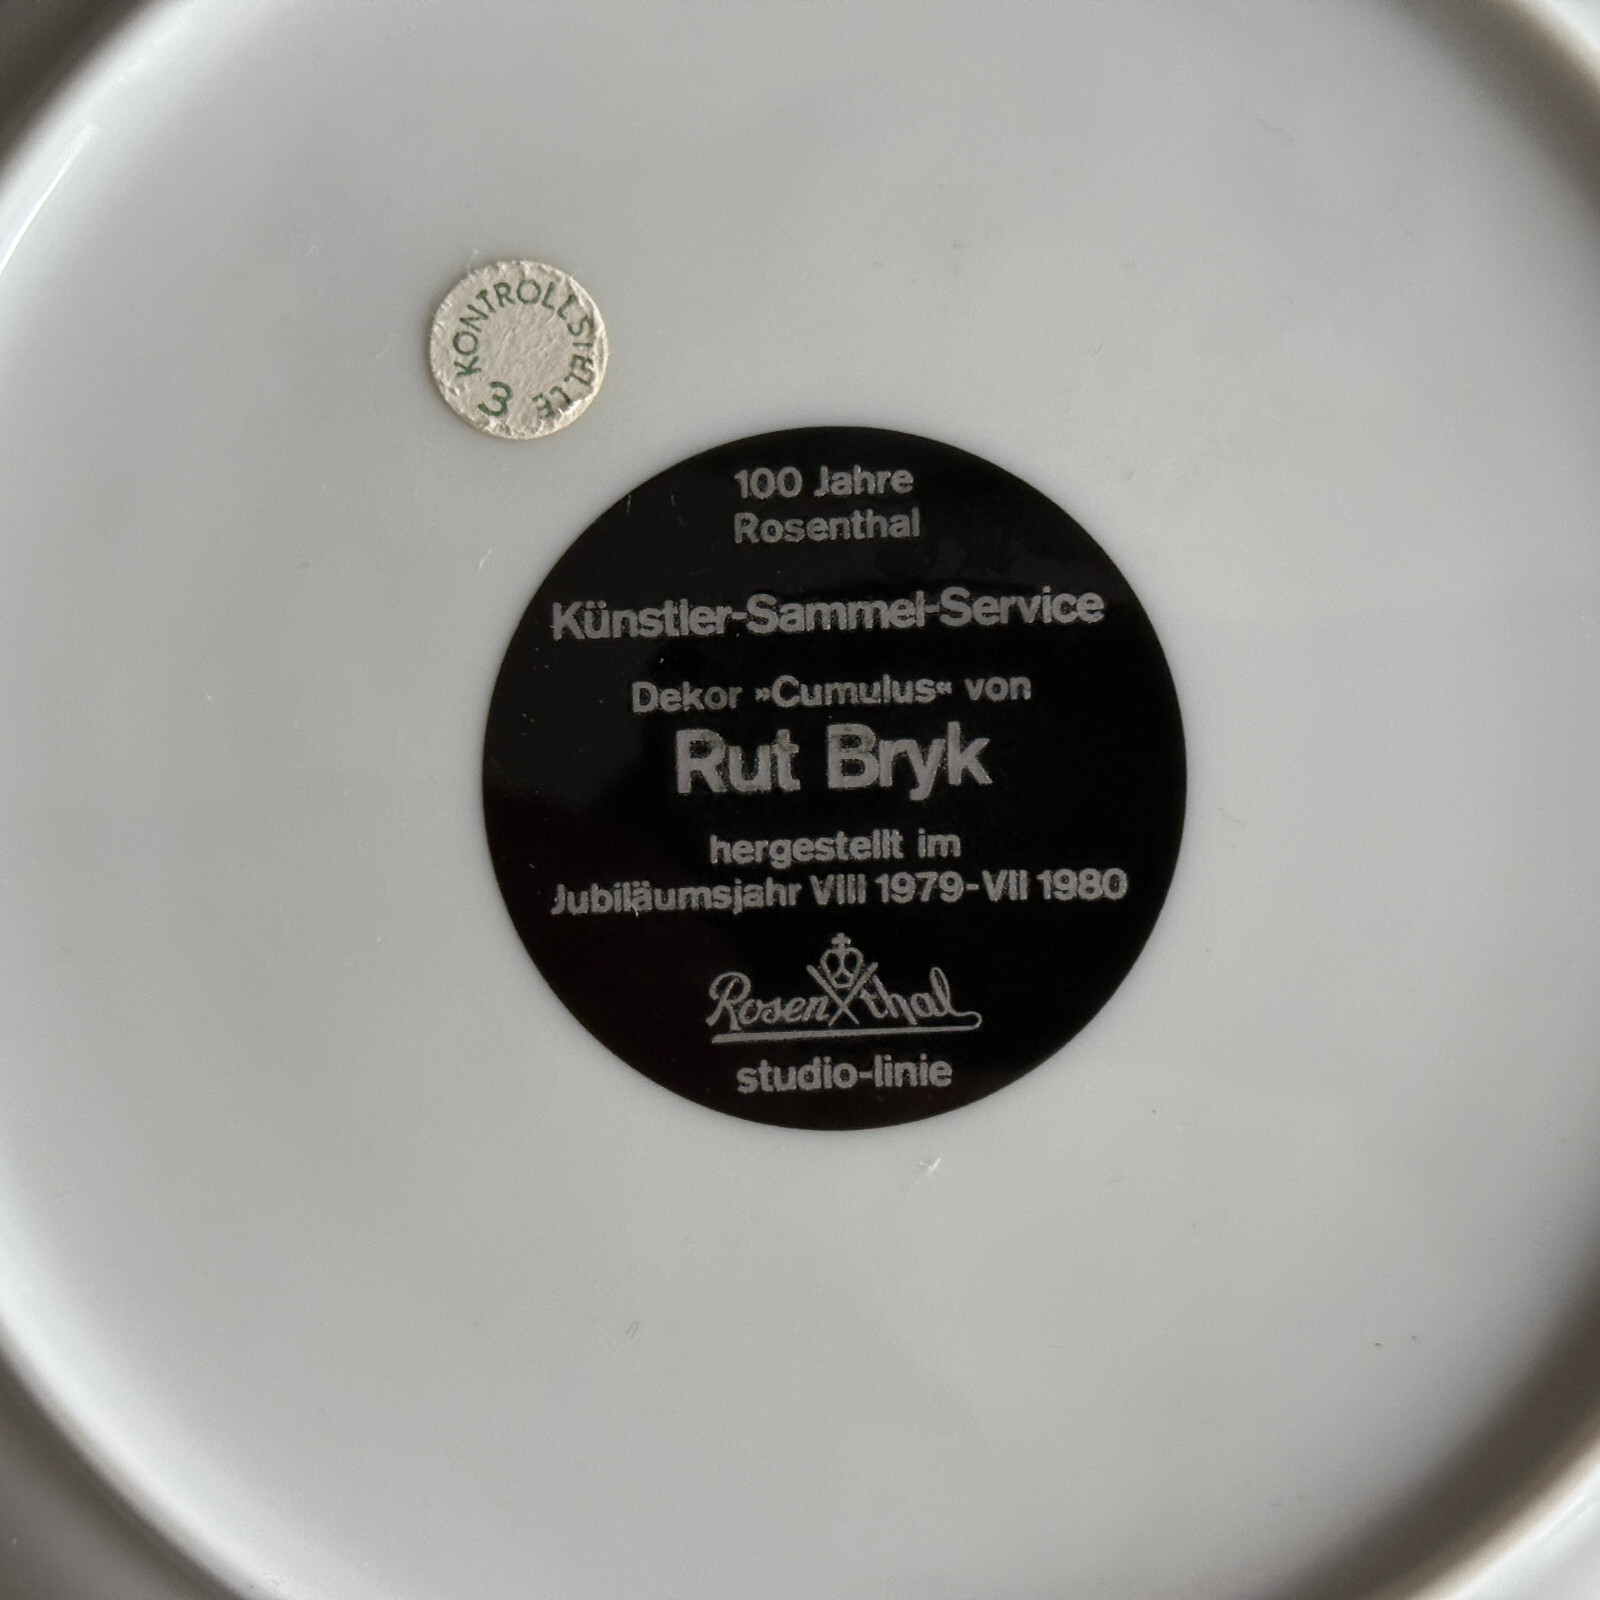 KONTROLLSTELLE
3
100 Jahre
Rosenthal
Künstler-Sammel-Service
Dekor »Cumulus« von
Rut Bryk
hergestellt im
Jubiläumsjahr VIII 1979-VII 1980
Rosenthal
studio-linie